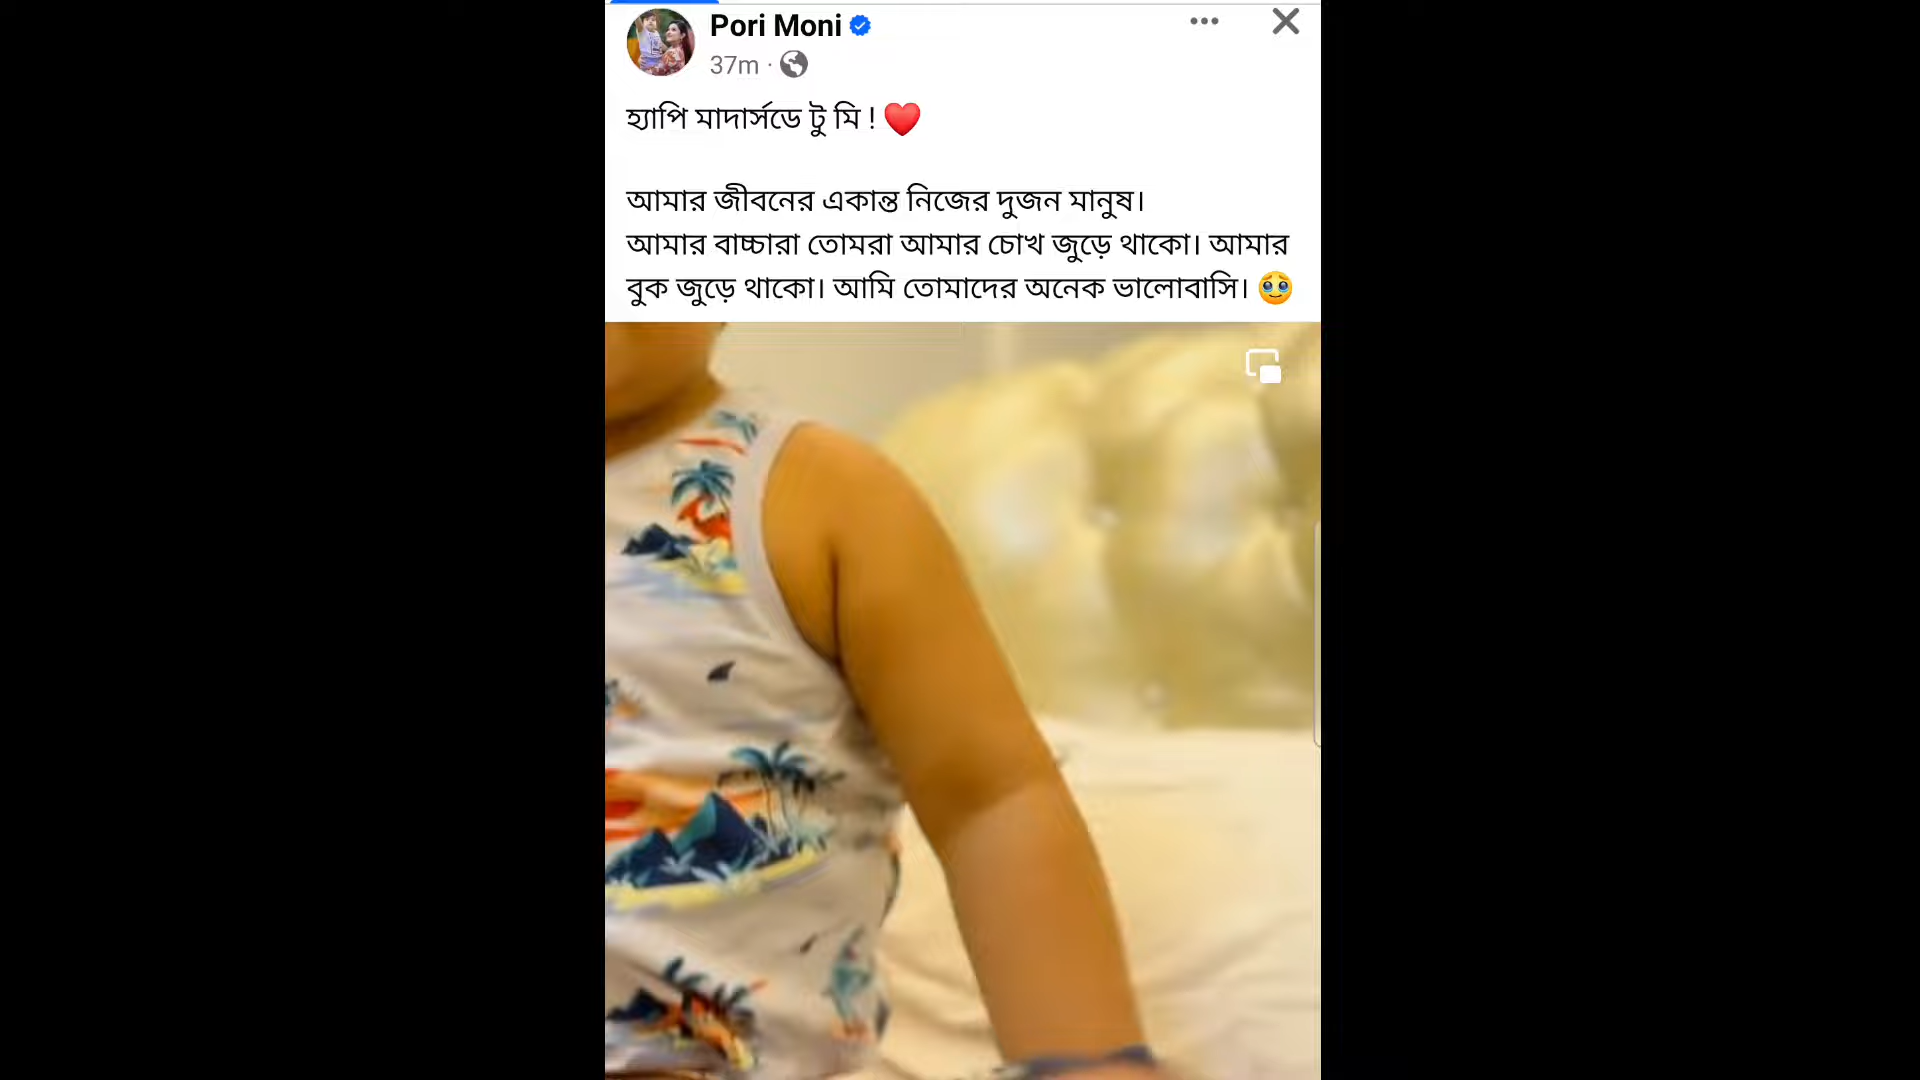 Pori Moni
37m ·
হ্যাপি মাদার্সডে টু মি ! ❤️
আমার জীবনের একান্ত নিজের দুজন মানুষ।
আমার বাচ্চারা তোমরা আমার চোখ জুড়ে থাকো। আমার
বুক জুড়ে থাকো। আমি তোমাদের অনেক ভালোবাসি। 🥹